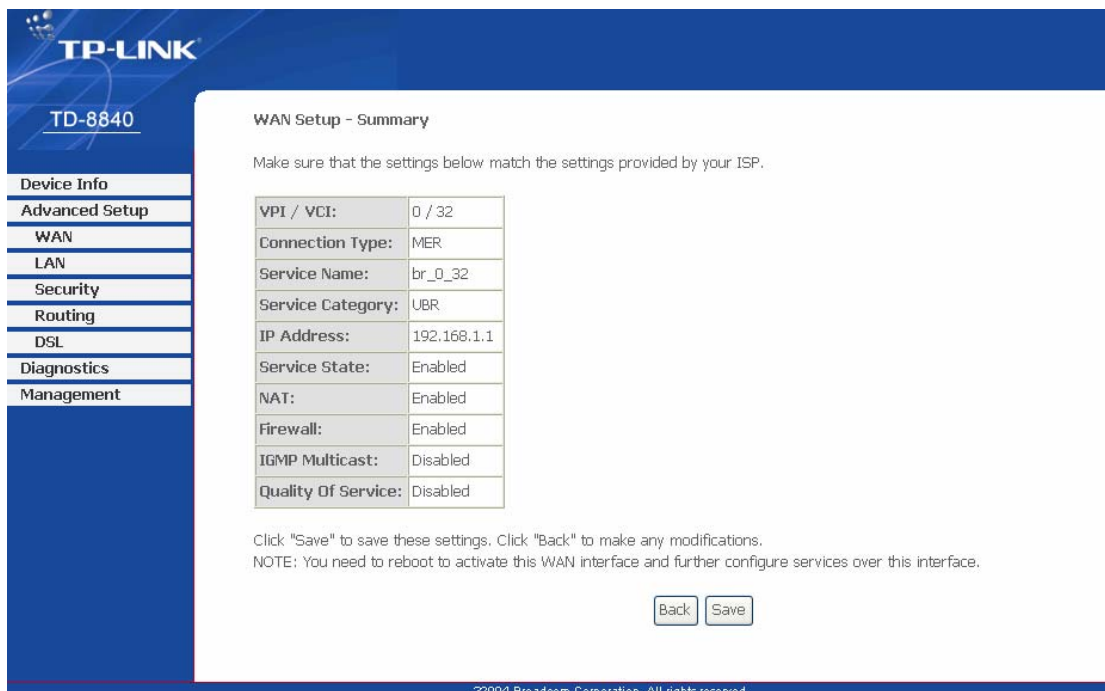 TP-LINK
TD-8840
Device Info
Advanced Setup
WAN
LAN
Security
Routing
DSL
Diagnostics
Management
WAN Setup - Summary
Make sure that the settings below match the settings provided by your ISP.
VPI / VCI: 0 / 32
Connection Type: MER
Service Name: br_0_32
Service Category: UBR
IP Address: 192.168.1.1
Service State: Enabled
NAT: Enabled
Firewall: Enabled
IGMP Multicast: Disabled
Quality Of Service: Disabled
Click "Save" to save these settings. Click "Back" to make any modifications.
NOTE: You need to reboot to activate this WAN interface and further configure services over this interface.
Back Save
Broadcom Corporation. All rights reserved.